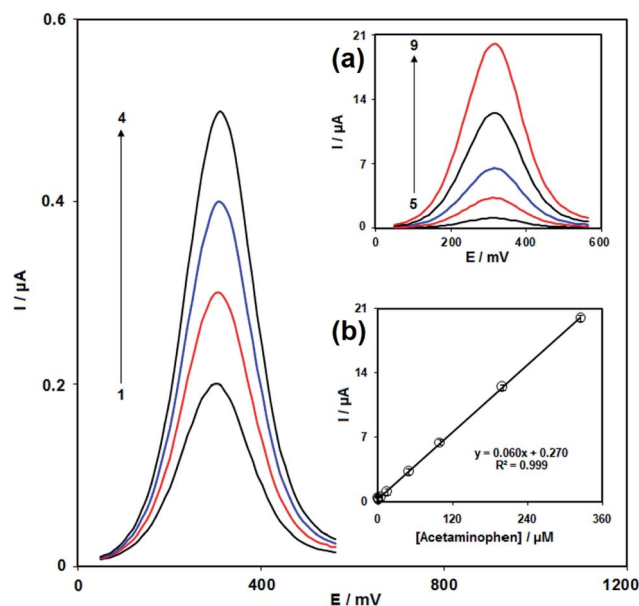 0.6
0.4
0.2
0
I / µA
0
400
800
1200
E / mV
4
1
(a)
21
14
7
0
I / µA
0
200
400
600
E / mV
9
5
(b)
21
14
7
0
I / µA
0
120
240
360
[Acetaminophen] / µM
y = 0.060x + 0.270
R² = 0.999